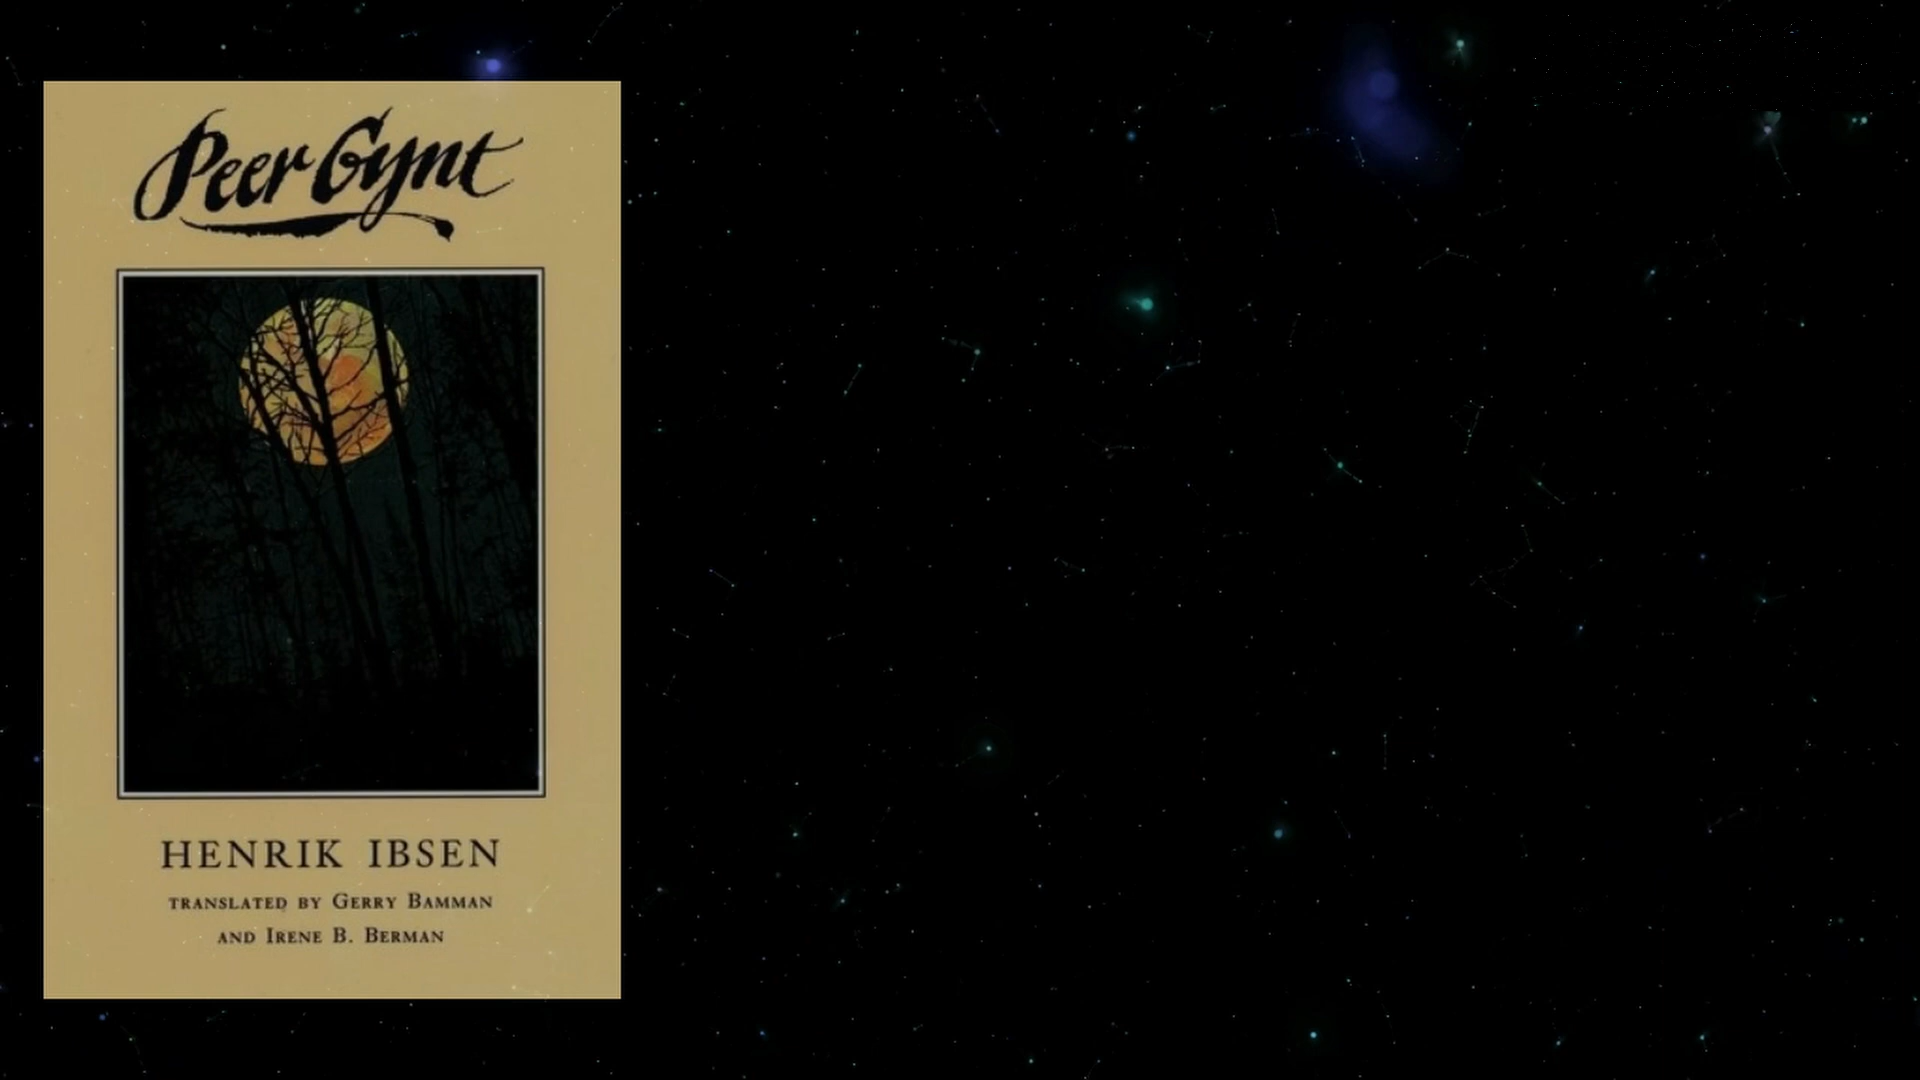 Peer Gynt
HENRIK IBSEN
TRANSLATED BY GERRY BAMMAN
AND IRENE B. BERMAN